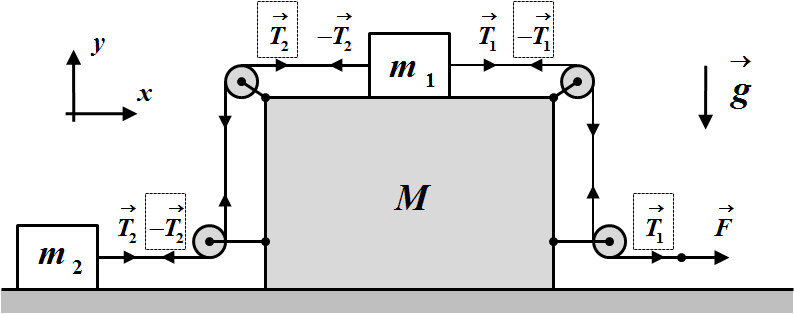 T₂ −T₂ m₁ T₁ −T₁
y
x
g
M
T₂ −T₂ T₁ F
m₂